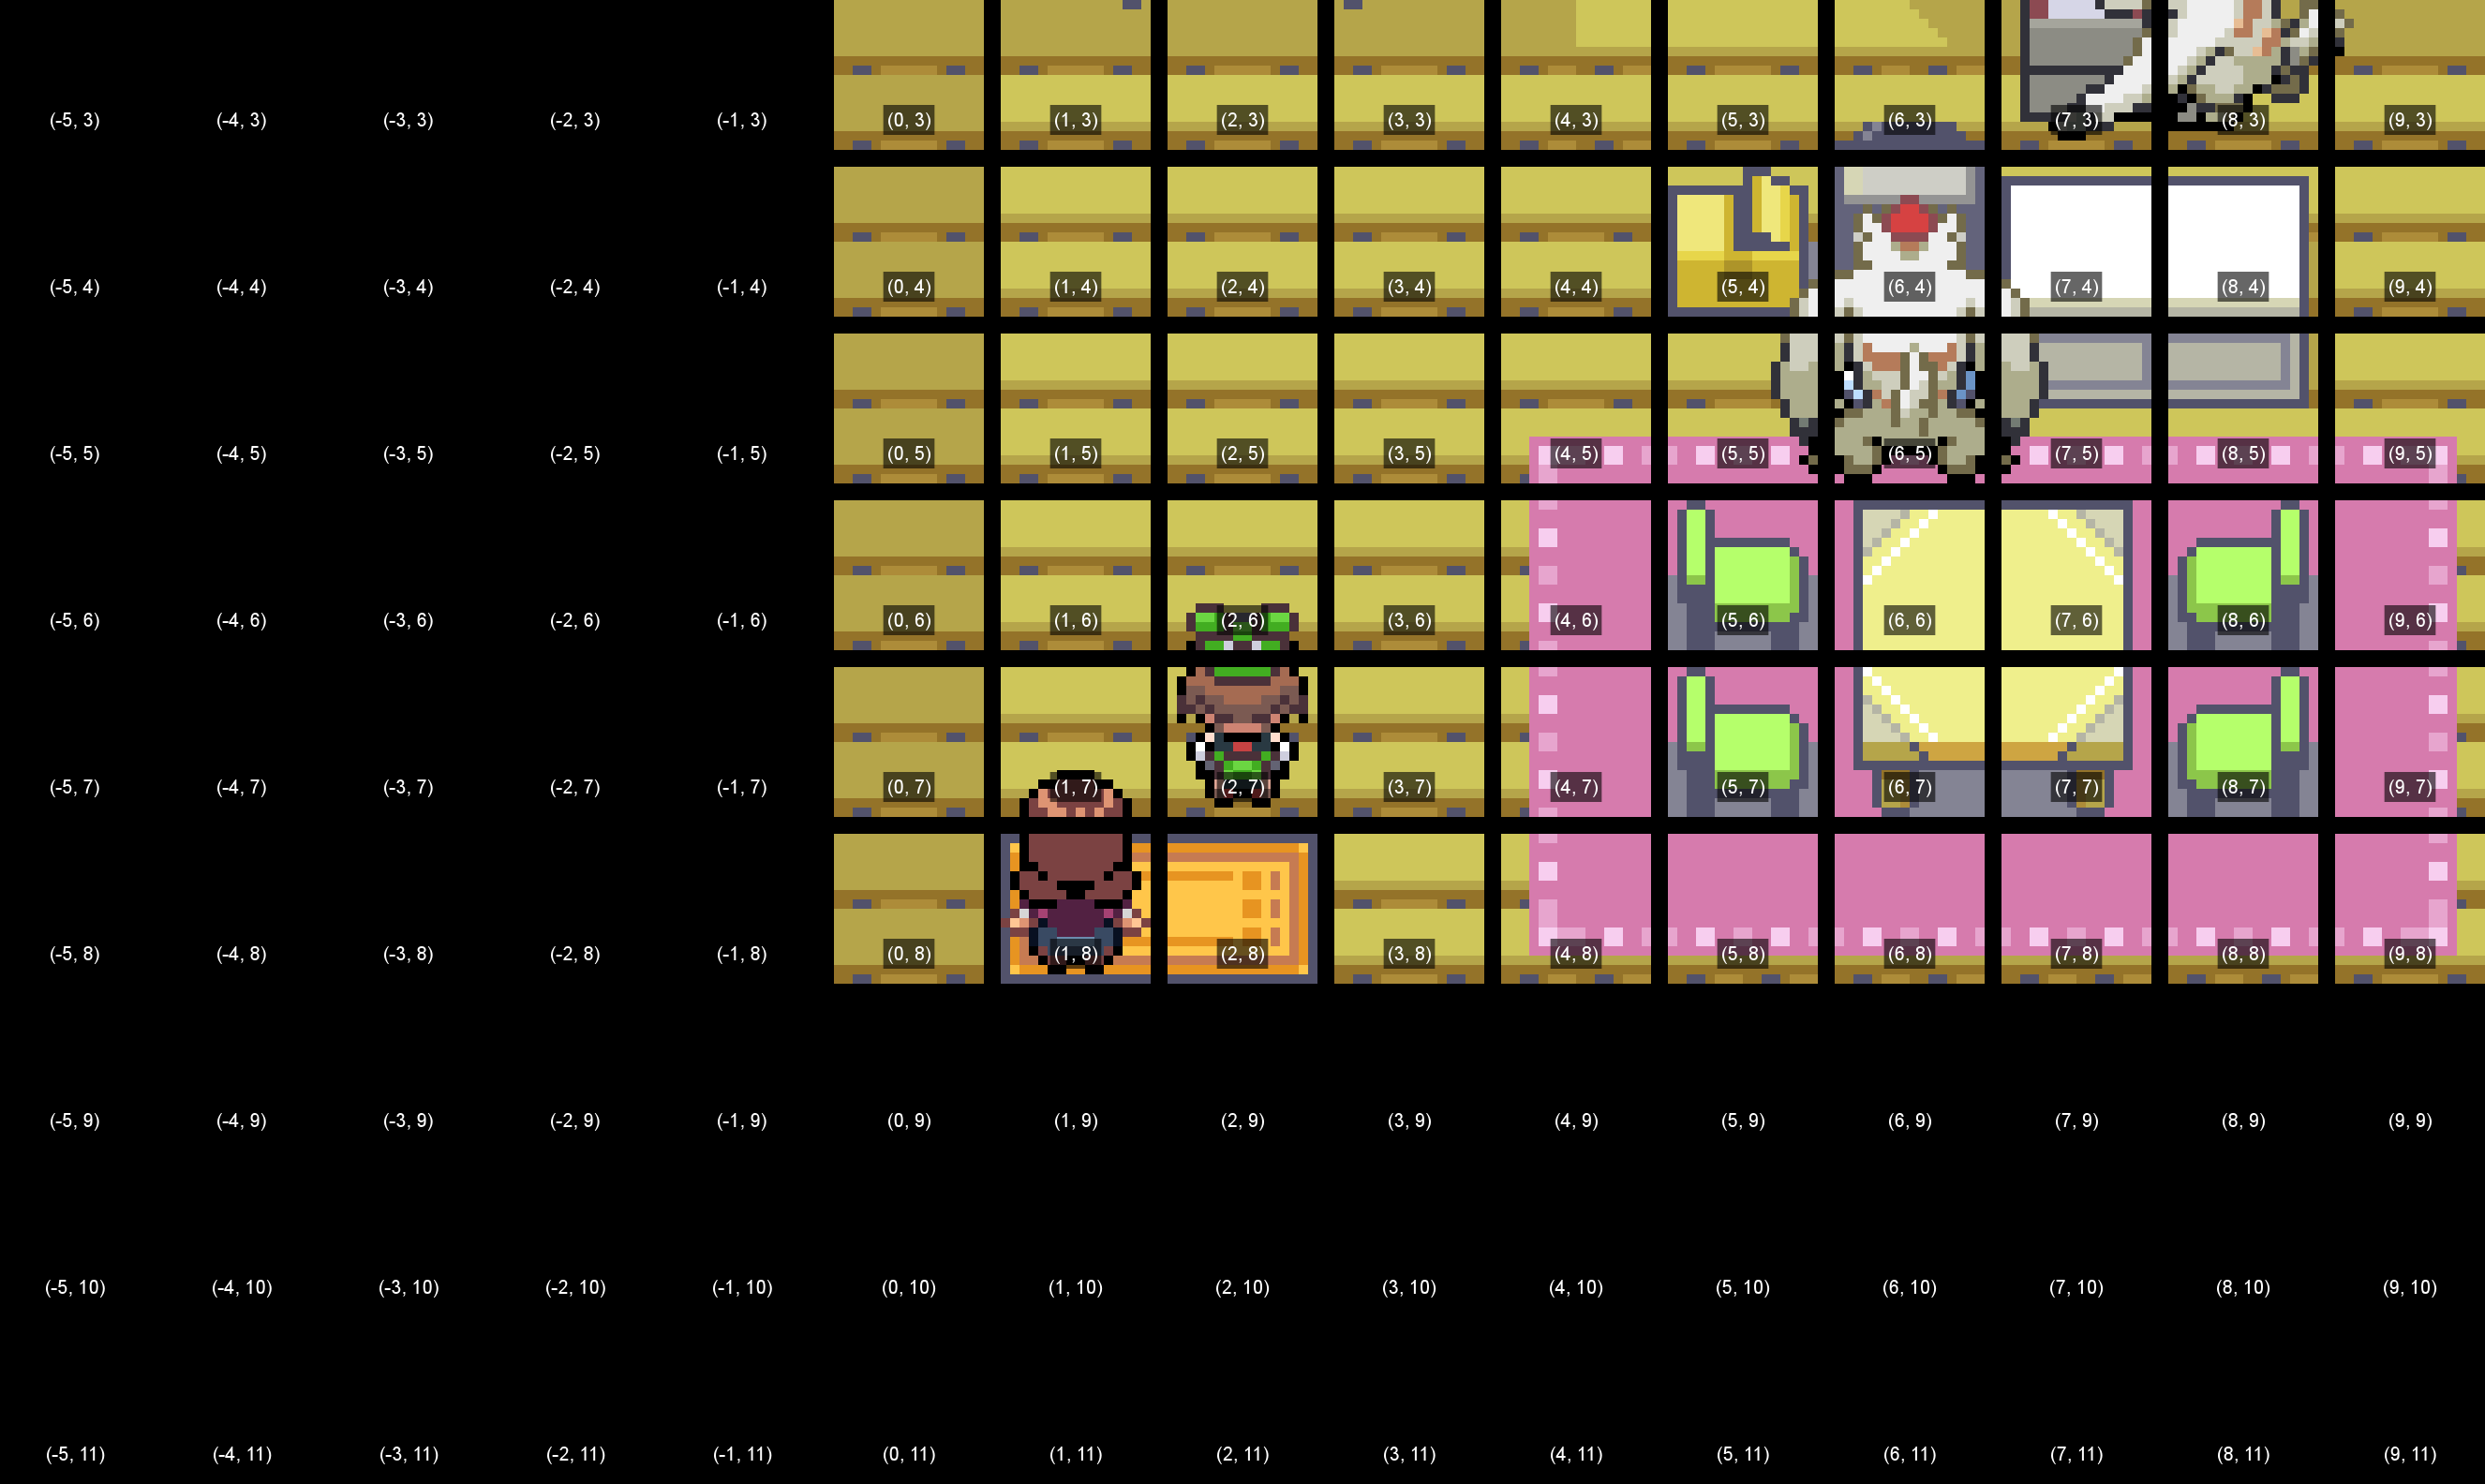 (-5, 3) (-4, 3) (-3, 3) (-2, 3) (-1, 3) (0, 3) (1, 3) (2, 3) (3, 3) (4, 3) (5, 3) (6, 3) (7, 3) (8, 3) (9, 3)
(-5, 4) (-4, 4) (-3, 4) (-2, 4) (-1, 4) (0, 4) (1, 4) (2, 4) (3, 4) (4, 4) (5, 4) (6, 4) (7, 4) (8, 4) (9, 4)
(-5, 5) (-4, 5) (-3, 5) (-2, 5) (-1, 5) (0, 5) (1, 5) (2, 5) (3, 5) (4, 5) (5, 5) (6, 5) (7, 5) (8, 5) (9, 5)
(-5, 6) (-4, 6) (-3, 6) (-2, 6) (-1, 6) (0, 6) (1, 6) (2, 6) (3, 6) (4, 6) (5, 6) (6, 6) (7, 6) (8, 6) (9, 6)
(-5, 7) (-4, 7) (-3, 7) (-2, 7) (-1, 7) (0, 7) (1, 7) (2, 7) (3, 7) (4, 7) (5, 7) (6, 7) (7, 7) (8, 7) (9, 7)
(-5, 8) (-4, 8) (-3, 8) (-2, 8) (-1, 8) (0, 8) (1, 8) (2, 8) (3, 8) (4, 8) (5, 8) (6, 8) (7, 8) (8, 8) (9, 8)
(-5, 9) (-4, 9) (-3, 9) (-2, 9) (-1, 9) (0, 9) (1, 9) (2, 9) (3, 9) (4, 9) (5, 9) (6, 9) (7, 9) (8, 9) (9, 9)
(-5, 10) (-4, 10) (-3, 10) (-2, 10) (-1, 10) (0, 10) (1, 10) (2, 10) (3, 10) (4, 10) (5, 10) (6, 10) (7, 10) (8, 10) (9, 10)
(-5, 11) (-4, 11) (-3, 11) (-2, 11) (-1, 11) (0, 11) (1, 11) (2, 11) (3, 11) (4, 11) (5, 11) (6, 11) (7, 11) (8, 11) (9, 11)